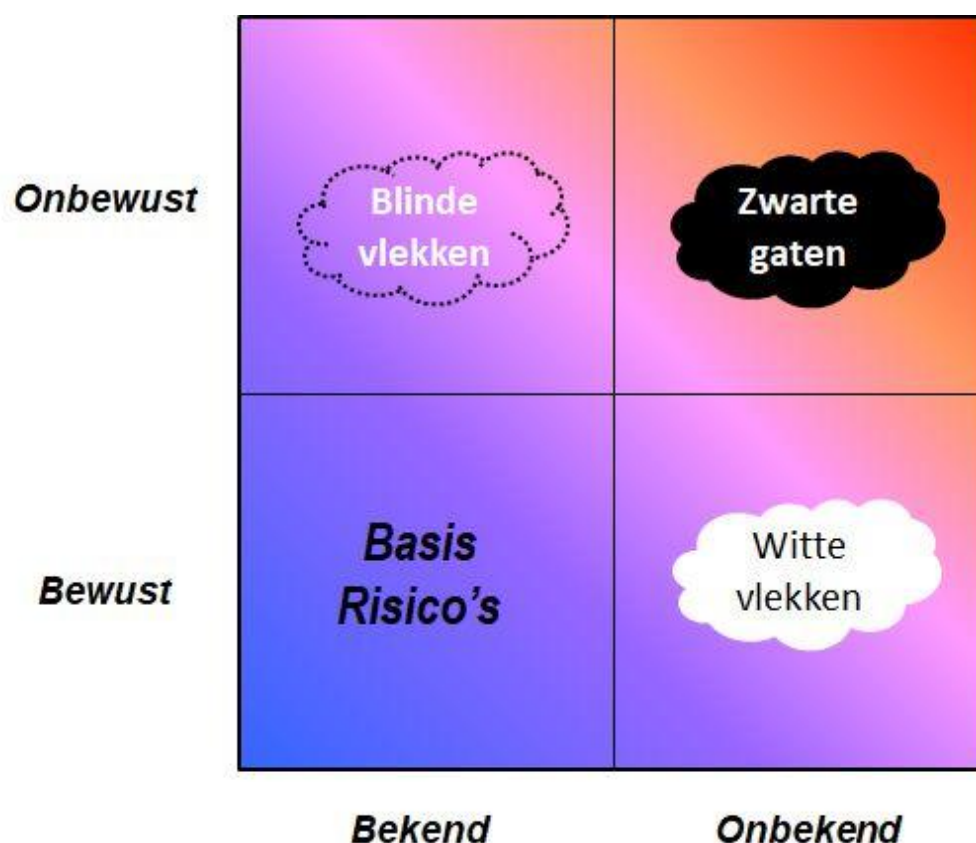 Onbewust
Blinde
vlekken
Zwarte
gaten
Bewust
Basis
Risico's
Witte
vlekken
Bekend
Onbekend